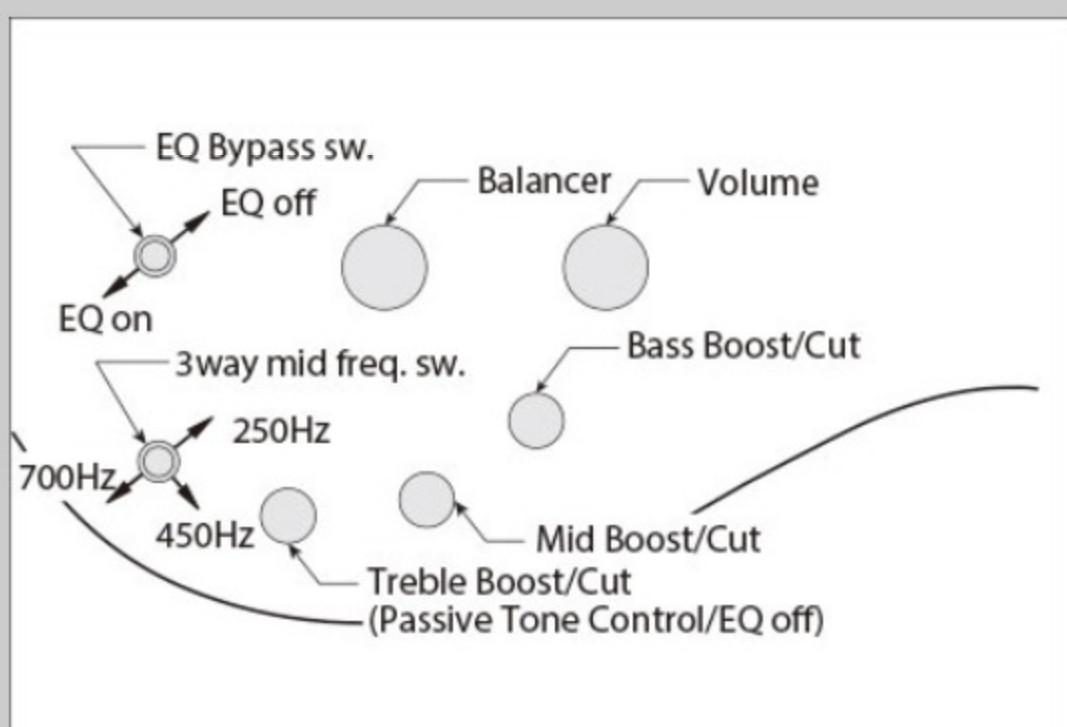 EQ Bypass sw.
EQ off
EQ on
Balancer
Volume
3way mid freq. sw.
250Hz
700Hz
450Hz
Bass Boost/Cut
Mid Boost/Cut
Treble Boost/Cut
(Passive Tone Control/EQ off)